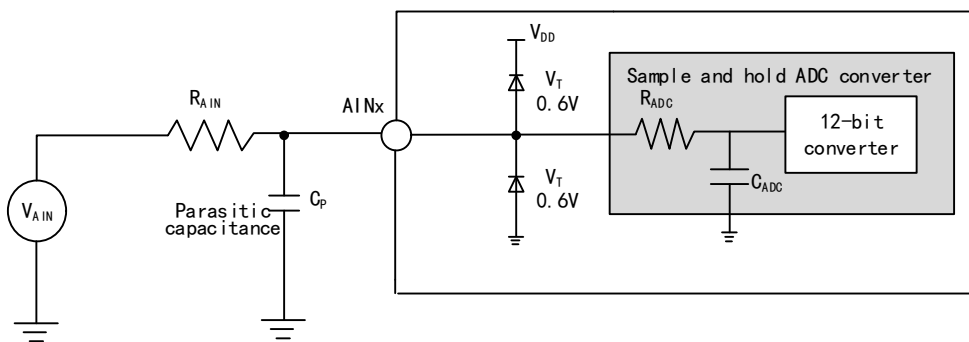 V_DD
Sample and hold ADC converter
R_AIN
AINx
V_T
0.6V
R_ADC
12-bit
converter
V_AIN
Parasitic
capacitance
C_P
V_T
0.6V
C_ADC